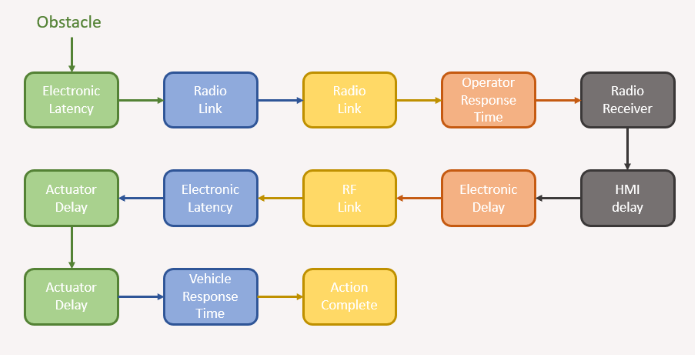 Obstacle
Electronic
Latency
Radio
Link
Radio
Link
Operator
Response
Time
Radio
Receiver
HMI
delay
Electronic
Delay
RF
Link
Electronic
Latency
Actuator
Delay
Actuator
Delay
Vehicle
Response
Time
Action
Complete